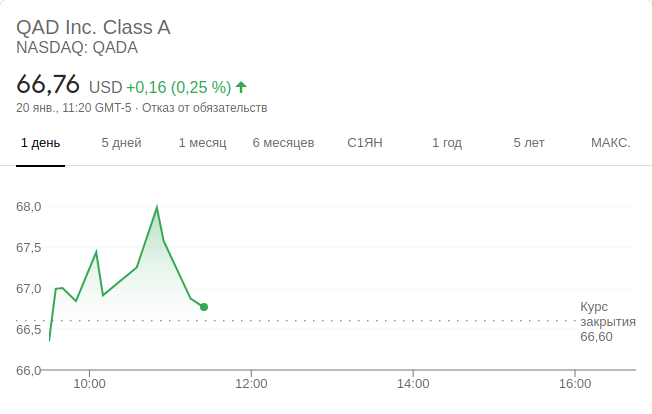 QAD Inc. Class A
NASDAQ: QADA
66,76 USD +0,16 (0,25 %)
20 янв., 11:20 GMT-5 · Отказ от обязательств
1 день 5 дней 1 месяц 6 месяцев С1ЯН 1 год 5 лет МАКС.
68,0
67,5
67,0
66,5
66,0
Курс
закрытия
66,60
10:00 12:00 14:00 16:00